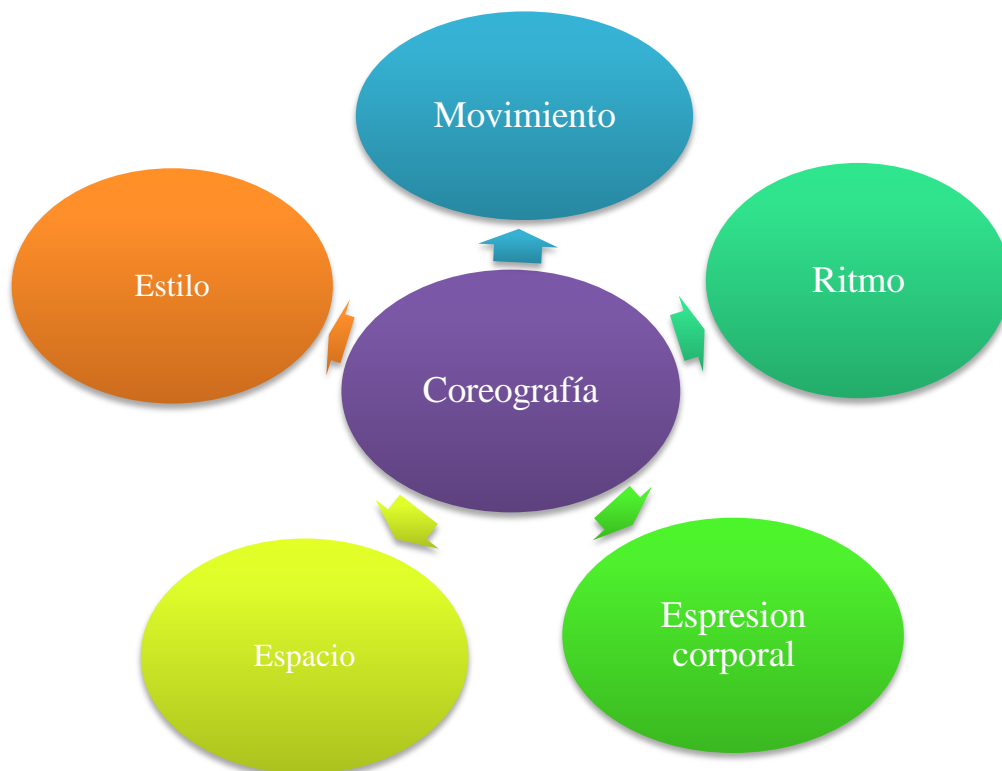 Movimiento
Estilo
Ritmo
Coreografía
Espresion
corporal
Espacio